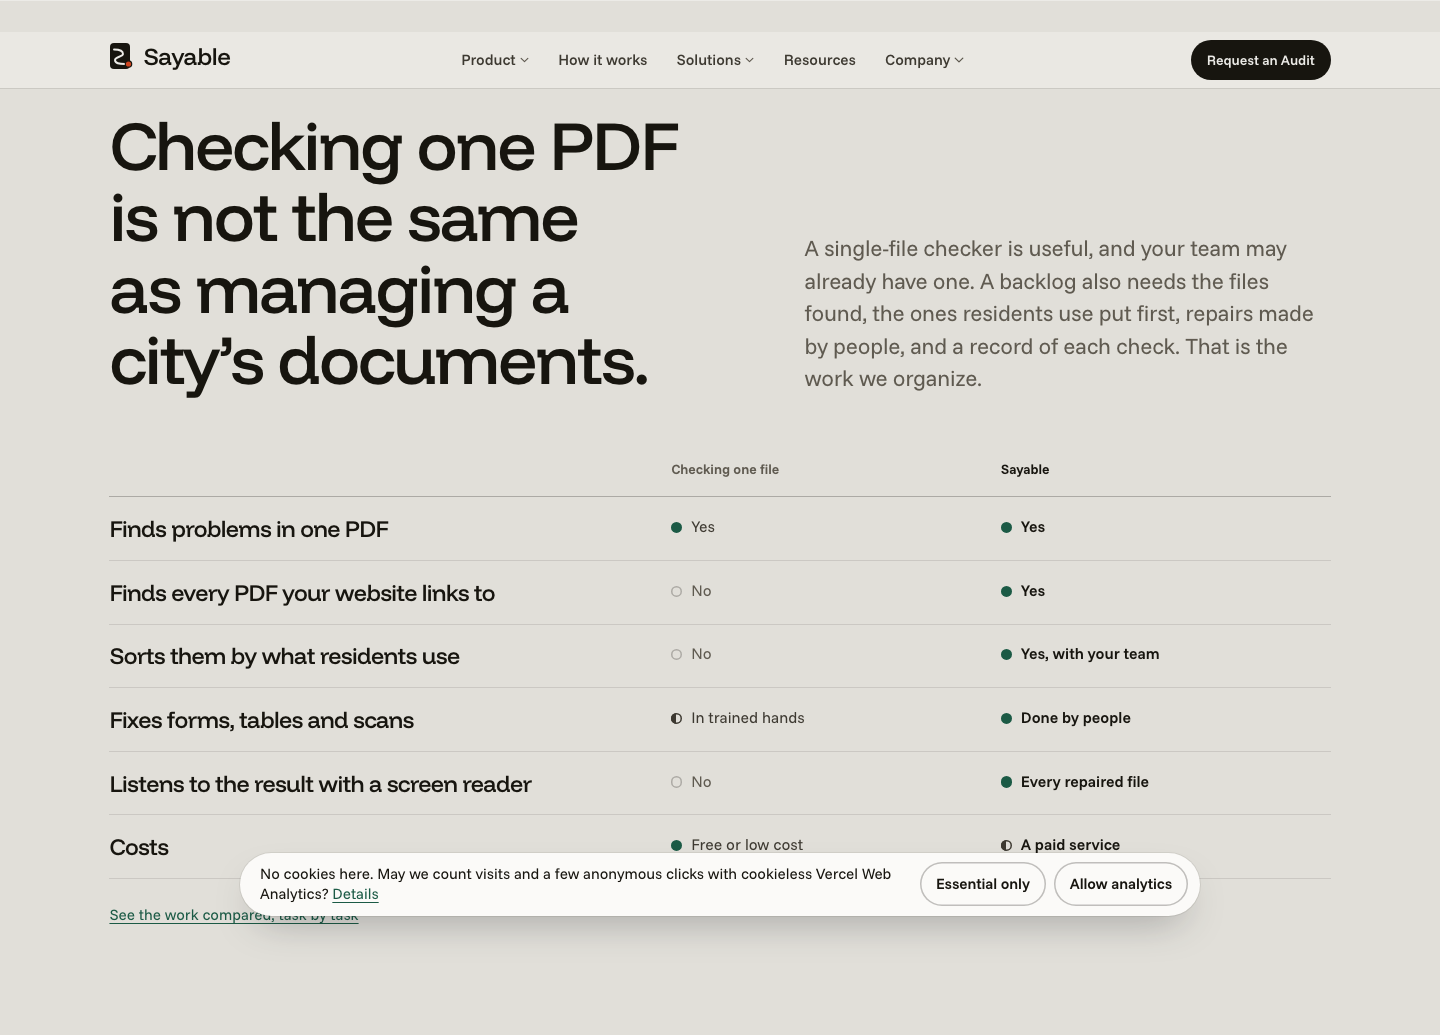 Sayable
Product
How it works
Solutions
Resources
Company
Request an Audit
Checking one PDF
is not the same
as managing a
city’s documents.
A single-file checker is useful, and your team may
already have one. A backlog also needs the files
found, the ones residents use put first, repairs made
by people, and a record of each check. That is the
work we organize.
Checking one file
Sayable
Finds problems in one PDF
Yes
Yes
Finds every PDF your website links to
No
Yes
Sorts them by what residents use
No
Yes, with your team
Fixes forms, tables and scans
In trained hands
Done by people
Listens to the result with a screen reader
No
Every repaired file
Costs
Free or low cost
A paid service
No cookies here. May we count visits and a few anonymous clicks with cookieless Vercel Web
Analytics? Details
Essential only
Allow analytics
See the work compared, task by task